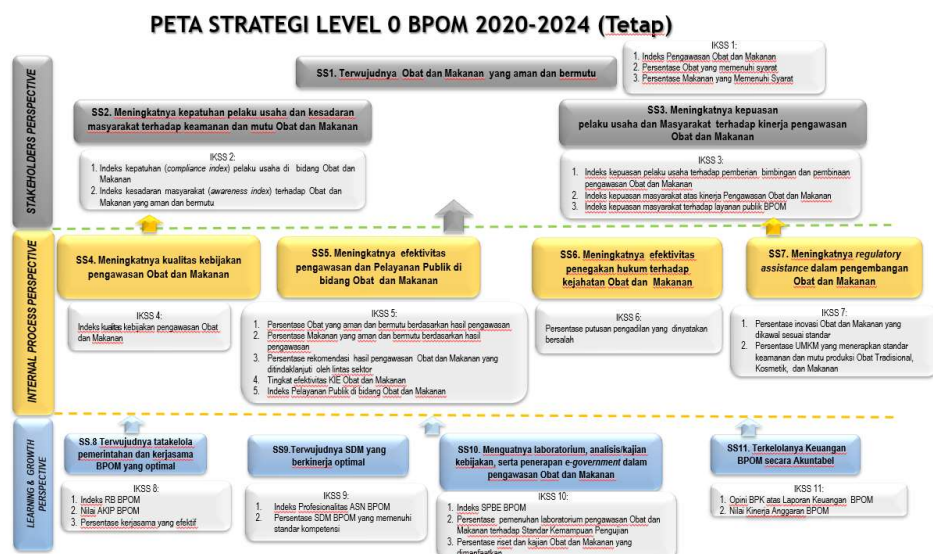 PETA STRATEGI LEVEL 0 BPOM 2020-2024 (Tetap)
STAKEHOLDERS PERSPECTIVE
SS1. Terwujudnya Obat dan Makanan yang aman dan bermutu
IKSS 1:
1. Indeks Pengawasan Obat dan Makanan
2. Persentase Obat yang memenuhi syarat
3. Persentase Makanan yang Memenuhi Syarat
SS2. Meningkatnya kepatuhan pelaku usaha dan kesadaran
masyarakat terhadap keamanan dan mutu Obat dan Makanan
IKSS 2:
1. Indeks kepatuhan (compliance index) pelaku usaha di bidang Obat dan
Makanan
2. Indeks kesadaran masyarakat (awareness index) terhadap Obat dan
Makanan yang aman dan bermutu
SS3. Meningkatnya kepuasan
pelaku usaha dan Masyarakat terhadap kinerja pengawasan
Obat dan Makanan
IKSS 3:
1. Indeks kepuasan pelaku usaha terhadap pemberian bimbingan dan pembinaan
pengawasan Obat dan Makanan
2. Indeks kepuasan masyarakat atas kinerja Pengawasan Obat dan Makanan
3. Indeks kepuasan masyarakat terhadap layanan publik BPOM
INTERNAL PROCESS PERSPECTIVE
SS4. Meningkatnya kualitas kebijakan
pengawasan Obat dan Makanan
IKSS 4:
Indeks kualitas kebijakan pengawasan Obat
dan Makanan
SS5. Meningkatnya efektivitas
pengawasan dan Pelayanan Publik di
bidang Obat dan Makanan
IKSS 5:
1. Persentase Obat yang aman dan bermutu berdasarkan hasil pengawasan
2. Persentase Makanan yang aman dan bermutu berdasarkan hasil
pengawasan
3. Persentase rekomendasi hasil pengawasan Obat dan Makanan yang
ditindaklanjuti oleh lintas sektor
4. Tingkat efektivitas KIE Obat dan Makanan
5. Indeks Pelayanan Publik di bidang Obat dan Makanan
SS6. Meningkatnya efektivitas
penegakan hukum terhadap
kejahatan Obat dan Makanan
IKSS 6:
Persentase putusan pengadilan yang dinyatakan
bersalah
SS7. Meningkatnya regulatory
assistance dalam pengembangan
Obat dan Makanan
IKSS 7:
1. Persentase inovasi Obat dan Makanan yang
dikawal sesuai standar
2. Persentase UMKM yang menerapkan standar
keamanan dan mutu produksi Obat Tradisional,
Kosmetik, dan Makanan
LEARNING & GROWTH
PERSPECTIVE
SS.8 Terwujudnya tatakelola
pemerintahan dan kerjasama
BPOM yang optimal
IKSS 8:
1. Indeks RB BPOM
2. Nilai AKIP BPOM
3. Persentase kerjasama yang efektif
SS9.Terwujudnya SDM yang
berkinerja optimal
IKSS 9:
1. Indeks Profesionalitas ASN BPOM
2. Persentase SDM BPOM yang memenuhi
standar kompetensi
SS10. Menguatnya laboratorium, analisis/kajian
kebijakan, serta penerapan e-government dalam
pengawasan Obat dan Makanan
IKSS 10:
1. Indeks SPBE BPOM
2. Persentase pemenuhan laboratorium pengawasan Obat dan
Makanan terhadap Standar Kemampuan Pengujian
3. Persentase riset dan kajian Obat dan Makanan yang
dimanfaatkan
SS11. Terkelolanya Keuangan
BPOM secara Akuntabel
IKSS 11:
1. Opini BPK atas Laporan Keuangan BPOM
2. Nilai Kinerja Anggaran BPOM